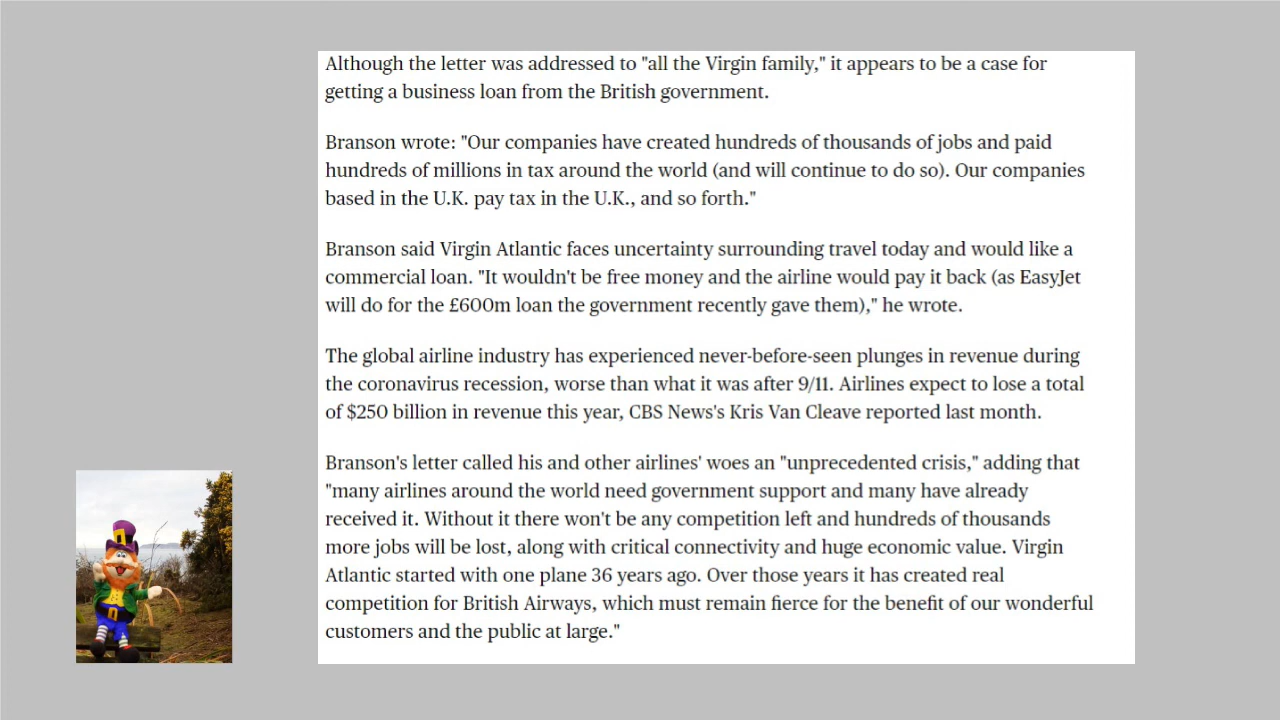 Although the letter was addressed to "all the Virgin family," it appears to be a case for
getting a business loan from the British government.
Branson wrote: "Our companies have created hundreds of thousands of jobs and paid
hundreds of millions in tax around the world (and will continue to do so). Our companies
based in the U.K. pay tax in the U.K., and so forth."
Branson said Virgin Atlantic faces uncertainty surrounding travel today and would like a
commercial loan. "It wouldn't be free money and the airline would pay it back (as EasyJet
will do for the £600m loan the government recently gave them)," he wrote.
The global airline industry has experienced never-before-seen plunges in revenue during
the coronavirus recession, worse than what it was after 9/11. Airlines expect to lose a total
of $250 billion in revenue this year, CBS News's Kris Van Cleave reported last month.
Branson's letter called his and other airlines' woes an "unprecedented crisis," adding that
"many airlines around the world need government support and many have already
received it. Without it there won't be any competition left and hundreds of thousands
more jobs will be lost, along with critical connectivity and huge economic value. Virgin
Atlantic started with one plane 36 years ago. Over those years it has created real
competition for British Airways, which must remain fierce for the benefit of our wonderful
customers and the public at large."